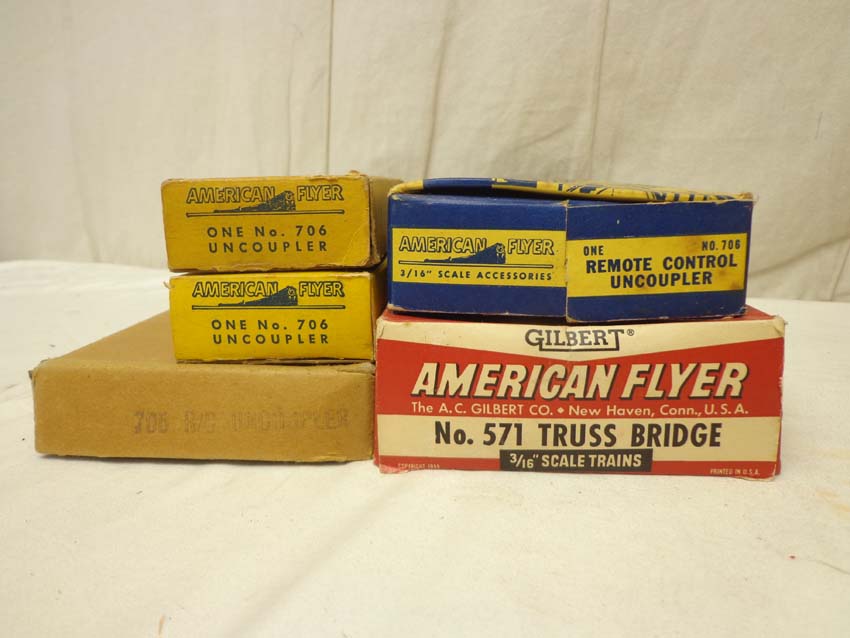 AMERICAN FLYER
ONE No. 706
UNCOUPLER
AMERICAN FLYER
ONE No. 706
UNCOUPLER
706 R/C UNCOUPLER
AMERICAN FLYER
3/16" SCALE ACCESSORIES
ONE NO. 706
REMOTE CONTROL
UNCOUPLER
GILBERT®
AMERICAN FLYER
The A.C. GILBERT CO. • New Haven, Conn., U.S.A.
No. 571 TRUSS BRIDGE
3/16" SCALE TRAINS
COPYRIGHT
PRINTED IN U.S.A.